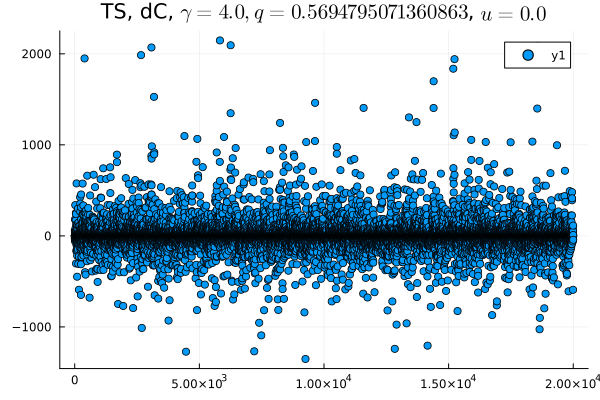 TS, dC, γ = 4.0, q = 0.5694795071360863, u = 0.0
y1
2000
1000
0
−1000
0 5.00×10³ 1.00×10⁴ 1.50×10⁴ 2.00×10⁴